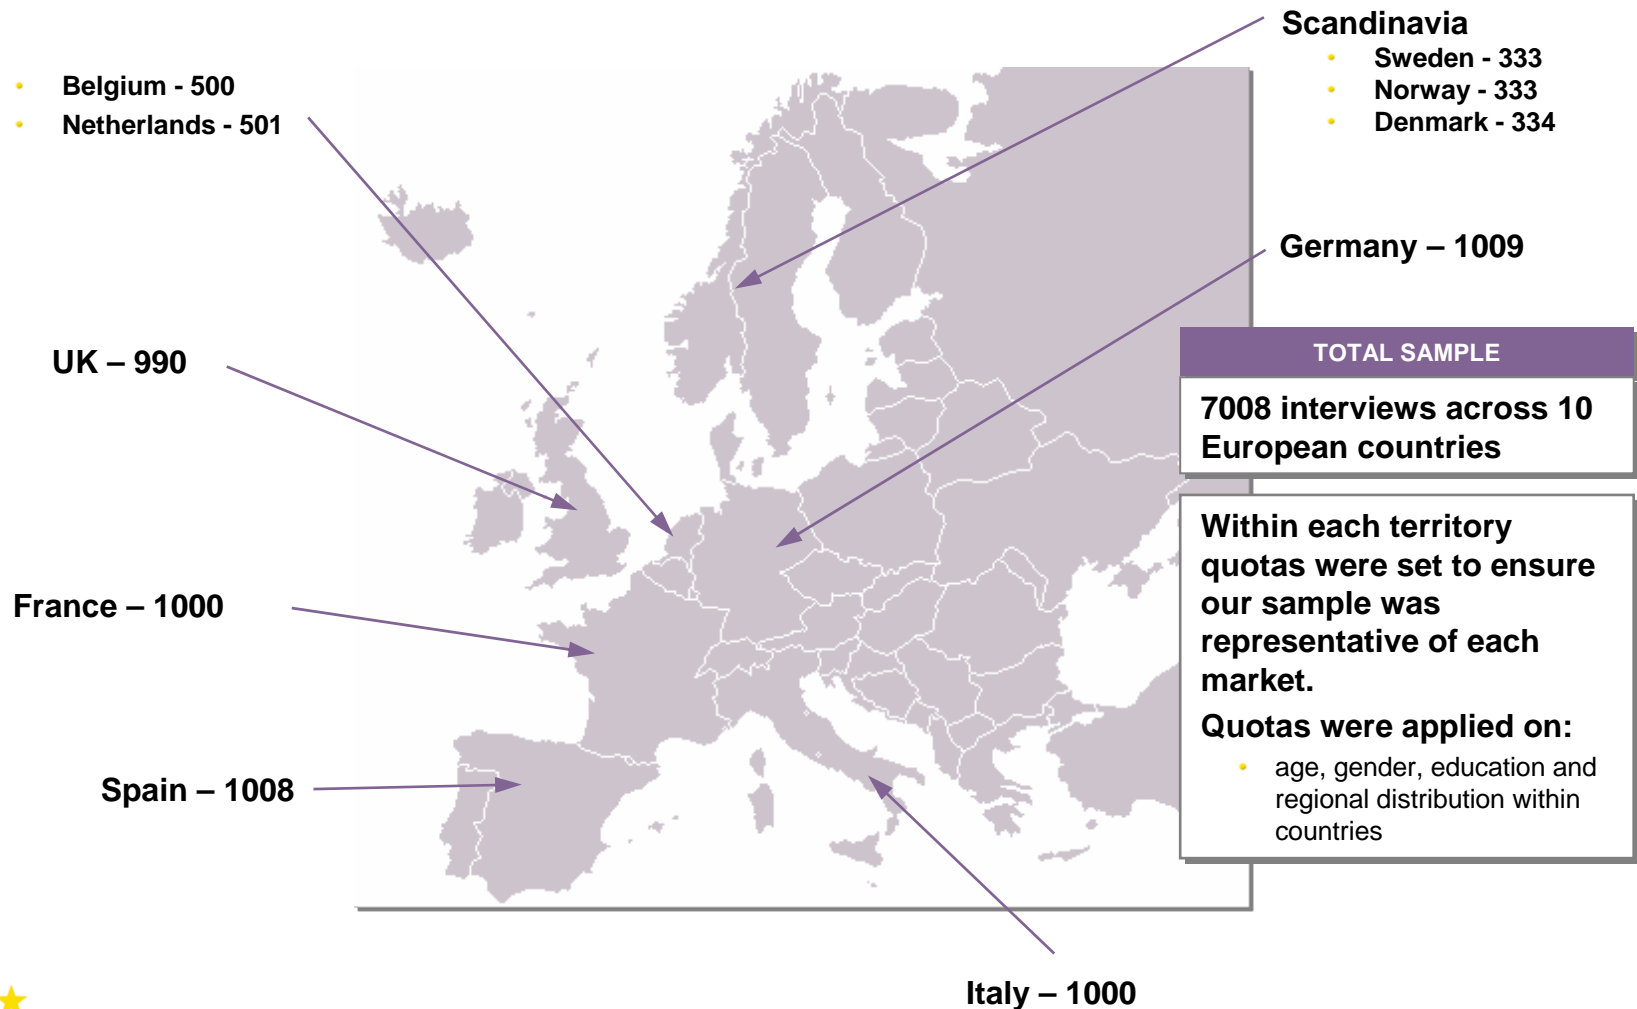 Scandinavia
• Sweden - 333
• Norway - 333
• Denmark - 334
• Belgium - 500
• Netherlands - 501
Germany – 1009
UK – 990
TOTAL SAMPLE
7008 interviews across 10
European countries
Within each territory
quotas were set to ensure
our sample was
representative of each
market.
Quotas were applied on:
• age, gender, education and
regional distribution within
countries
France – 1000
Spain – 1008
Italy – 1000